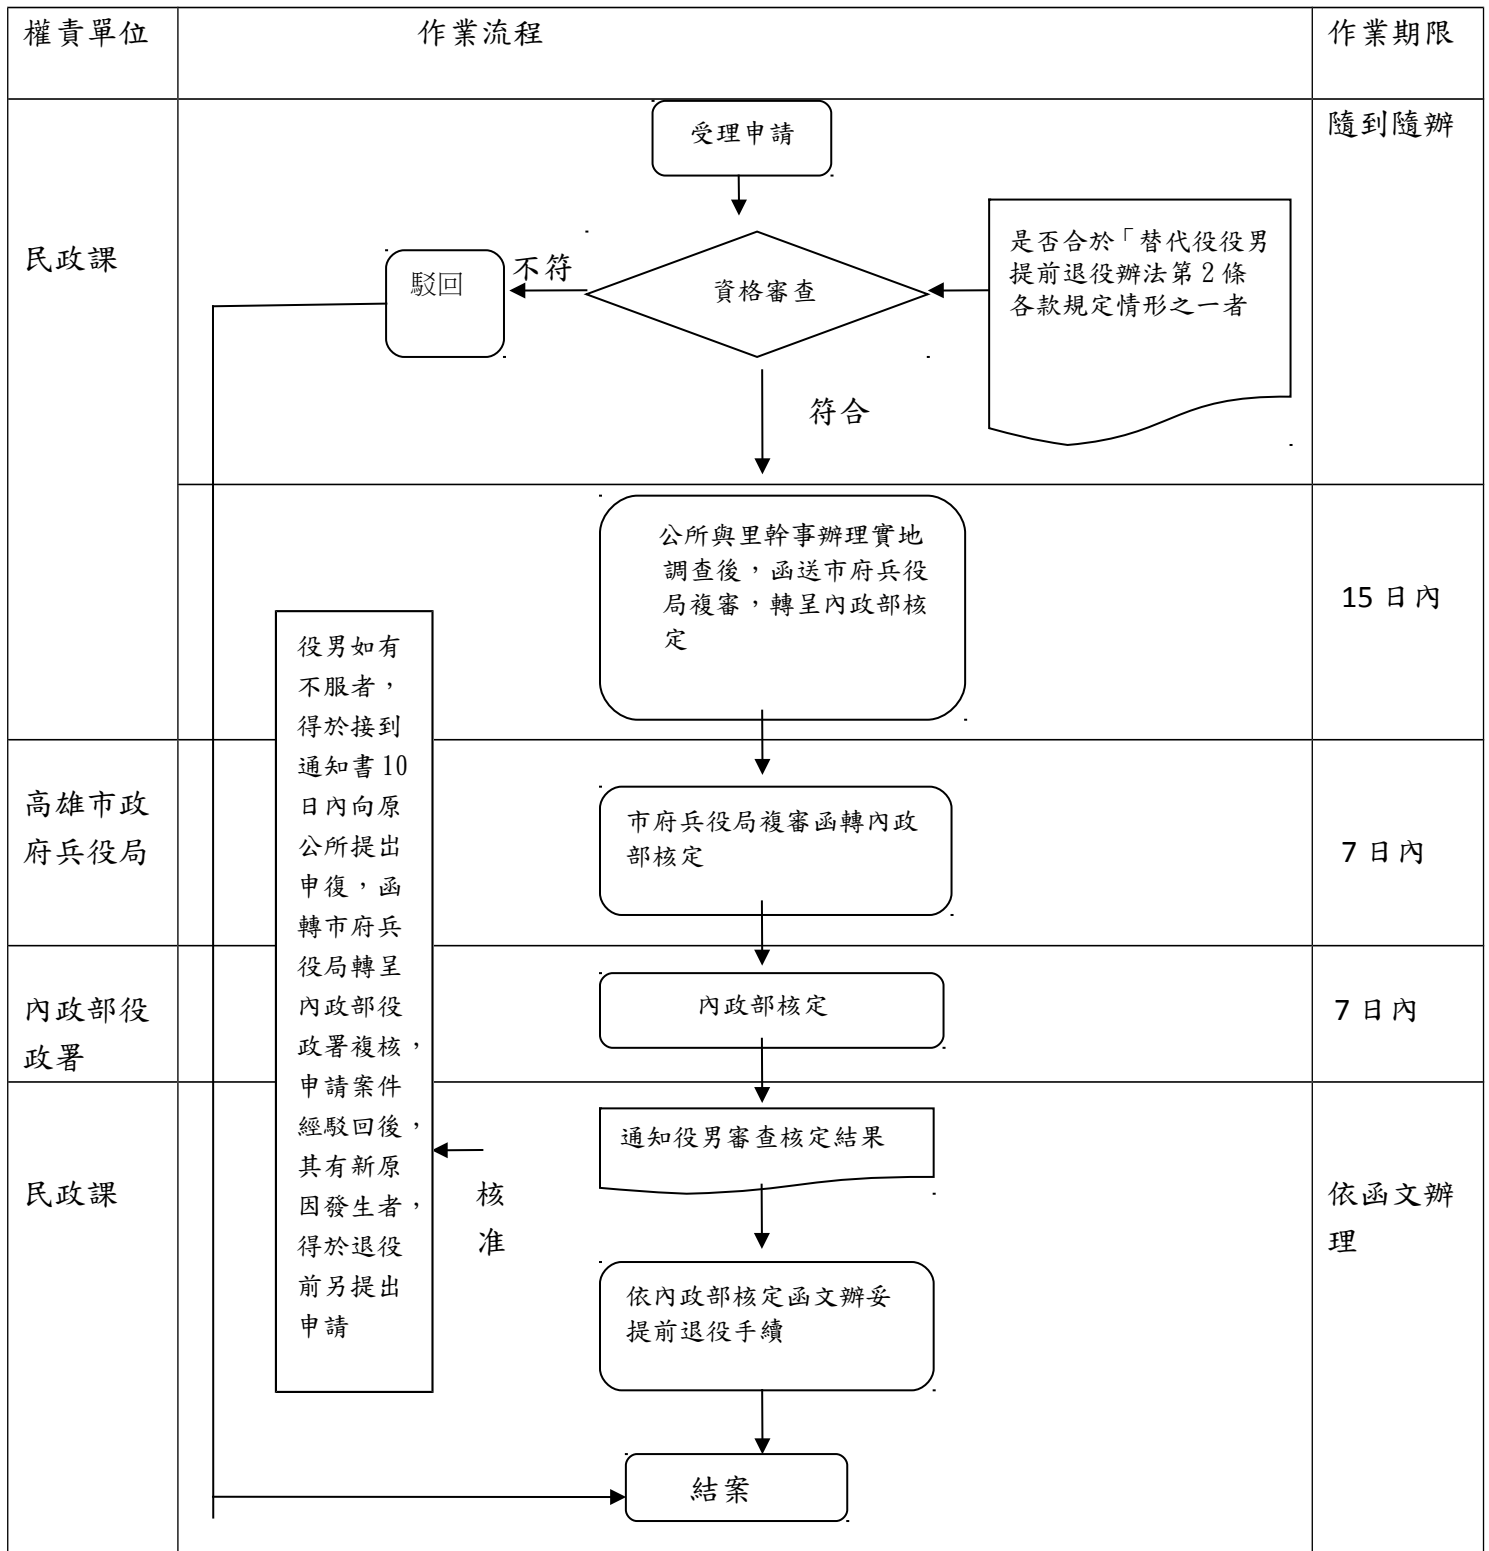 權責單位
作業流程
作業期限
受理申請
隨到隨辦
民政課
駁回
不符
資格審查
是否合於「替代役役男
提前退役辦法第2條
各款規定情形之一者
符合
公所與里幹事辦理實地
調查後，函送市府兵役
局複審，轉呈內政部核
定
15日內
役男如有
不服者，
得於接到
通知書10
日內向原
公所提出
申復，函
轉市府兵
役局轉呈
內政部役
政署複核，
申請案件
經駁回後，
其有新原
因發生者，
得於退役
前另提出
申請
高雄市政
府兵役局
市府兵役局複審函轉內政
部核定
7日內
內政部役
政署
內政部核定
7日內
民政課
通知役男審查核定結果
核
准
依函文辦
理
依內政部核定函文辦妥
提前退役手續
結案